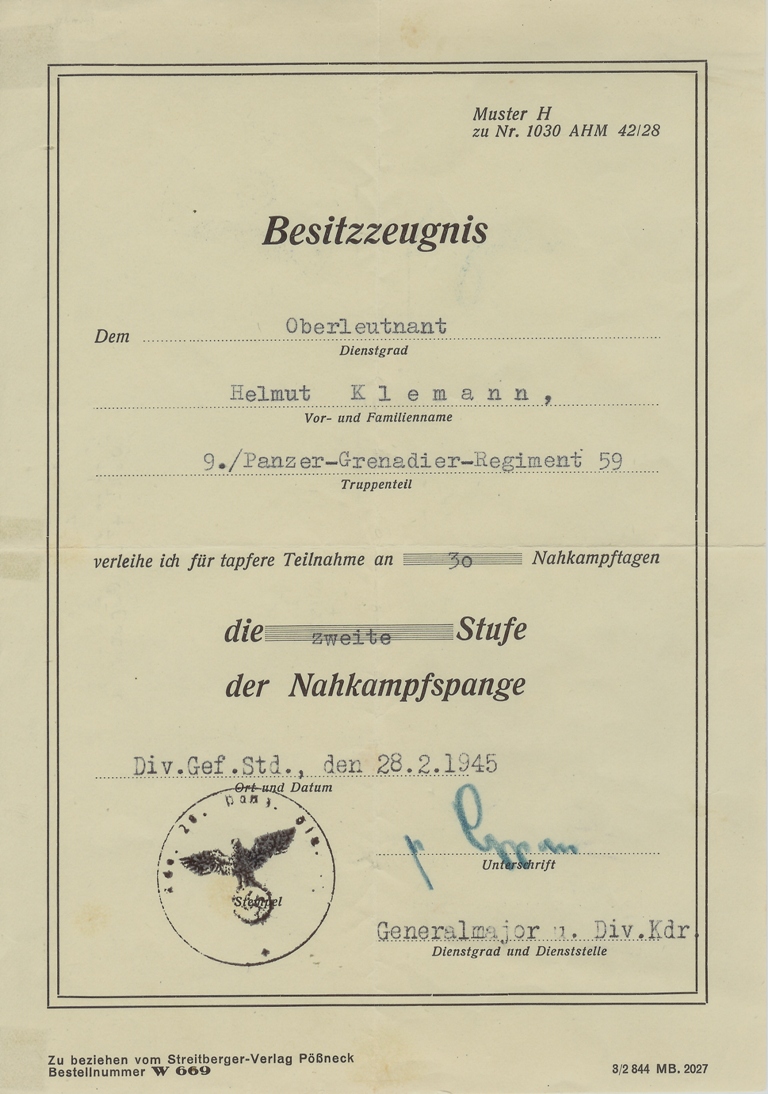 Muster H
zu Nr. 1030 AHM 42/28
Besitzzeugnis
Dem Oberleutnant
Dienstgrad
Helmut Klemann,
Vor- und Familienname
9./Panzer-Grenadier-Regiment 59
Truppenteil
verleihe ich für tapfere Teilnahme an 30 Nahkampftagen
die zweite Stufe
der Nahkampfspange
Div.Gef.Std., den 28.2.1945
Ort und Datum
Unterschrift
Stempel
Generalmajor u. Div.Kdr.
Dienstgrad und Dienststelle
Zu beziehen vom Streitberger-Verlag Pößneck
Bestellnummer W 669
3/2 844 MB. 2027